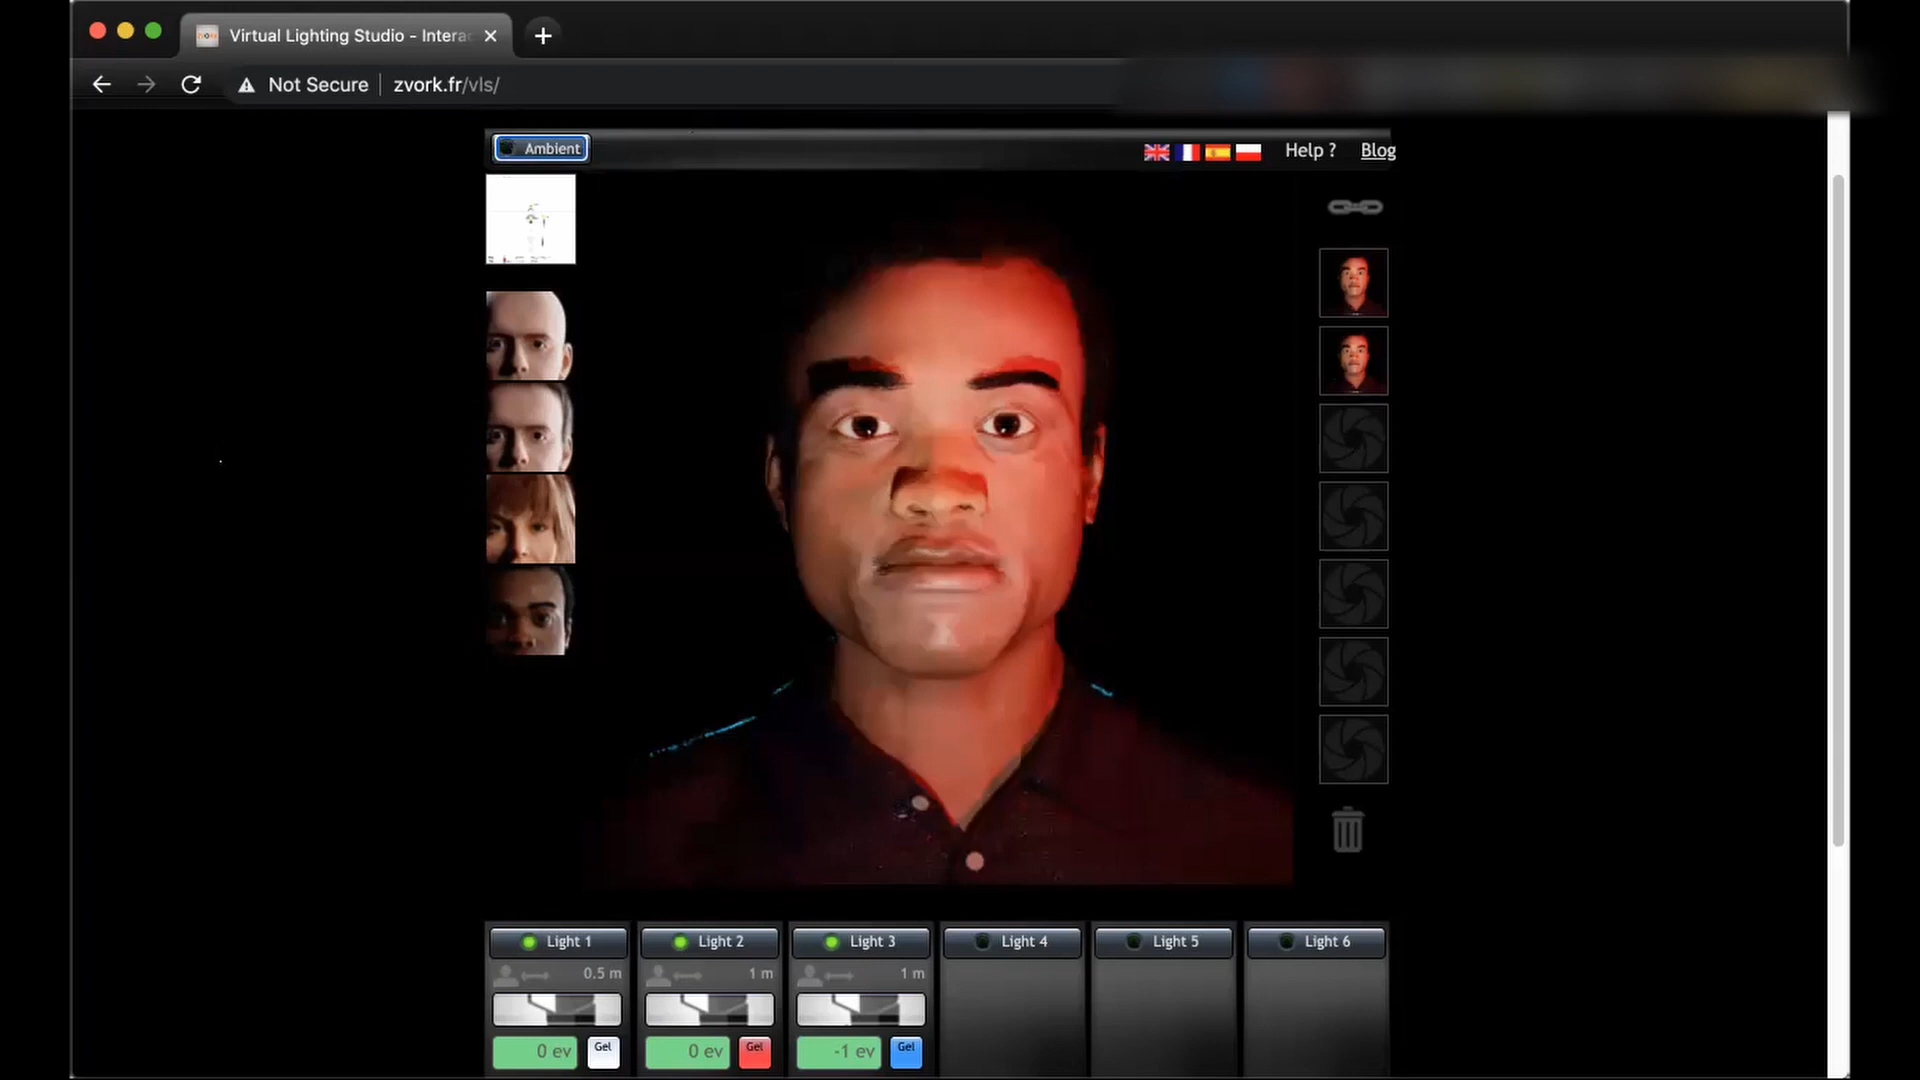 Virtual Lighting Studio - Intera
Not Secure
zvork.fr/vls/
Ambient
Help ?
Blog
Light 1
Light 2
Light 3
Light 4
Light 5
Light 6
0.5 m
1 m
1 m
0 ev
Gel
0 ev
Gel
-1 ev
Gel